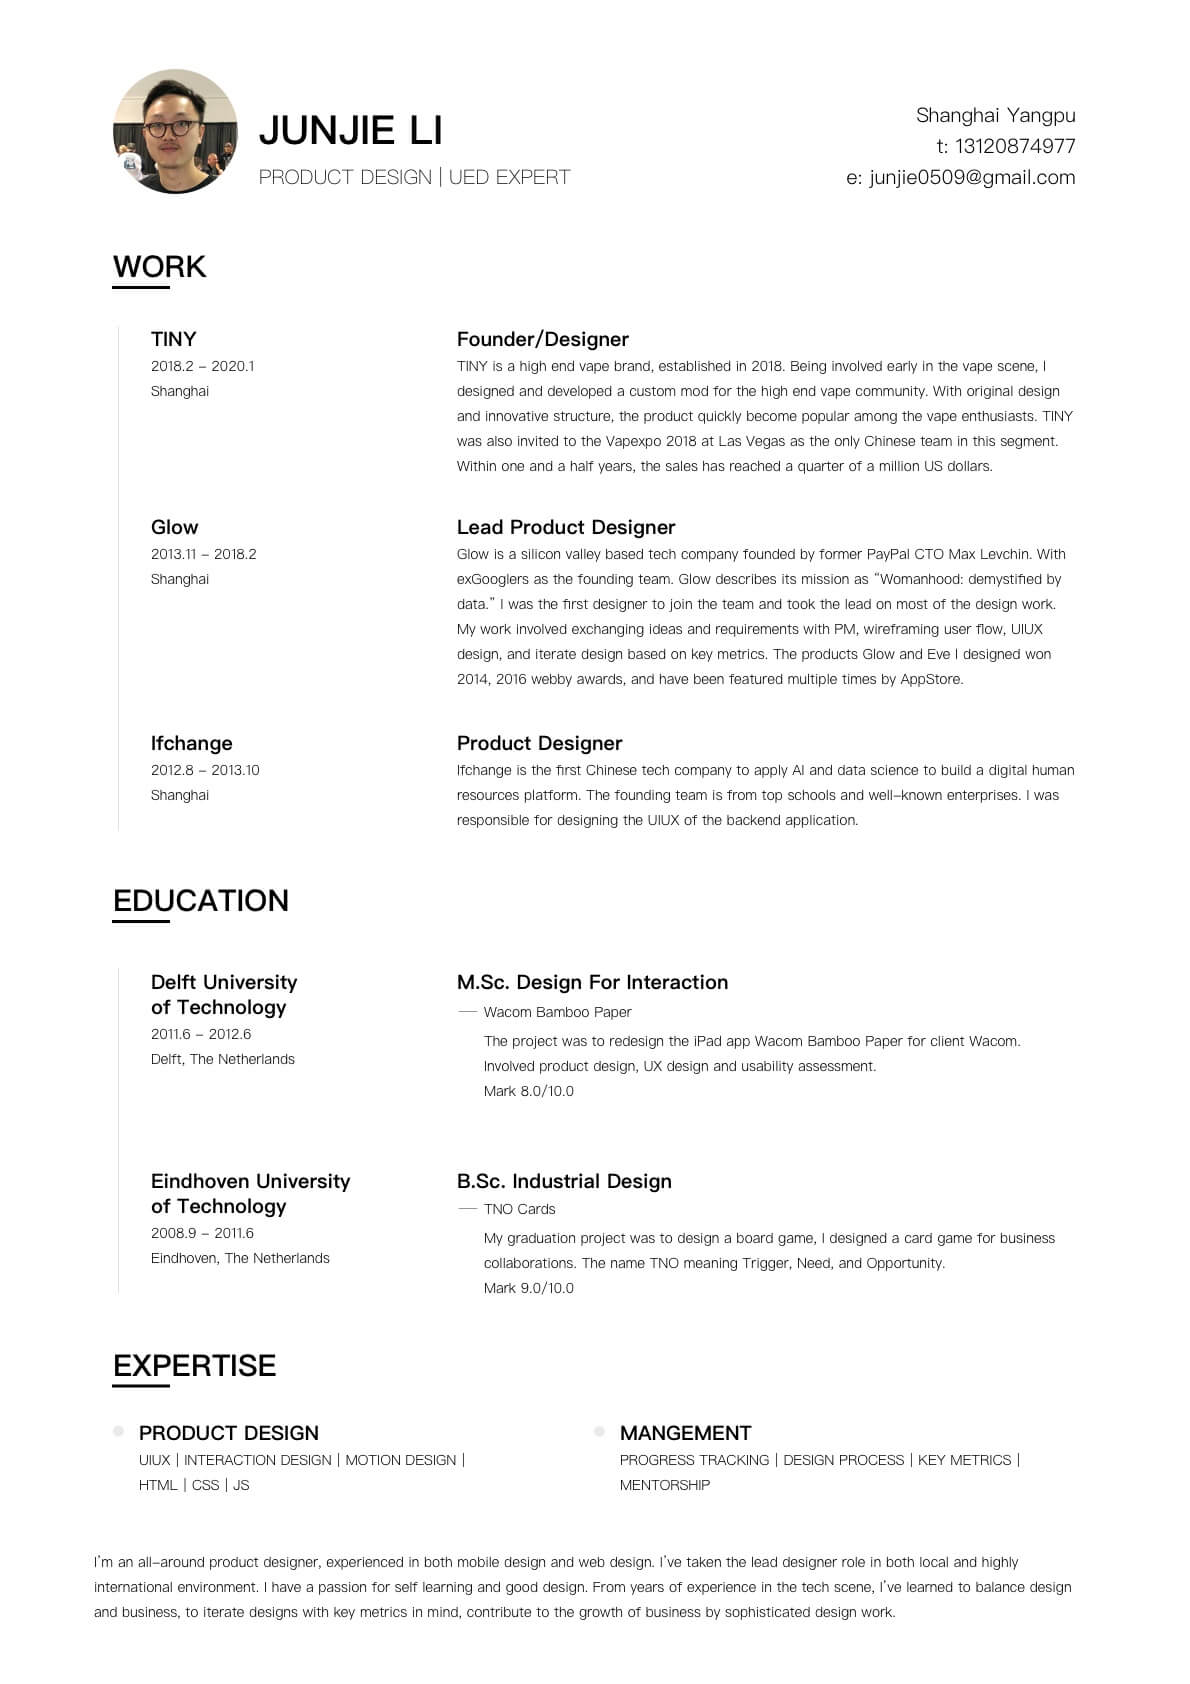 JUNJIE LI
PRODUCT DESIGN | UED EXPERT
Shanghai Yangpu
t: 13120874977
e: junjie0509@gmail.com
WORK
TINY
2018.2 – 2020.1
Shanghai
Founder/Designer
TINY is a high end vape brand, established in 2018. Being involved early in the vape scene, I
designed and developed a custom mod for the high end vape community. With original design
and innovative structure, the product quickly become popular among the vape enthusiasts. TINY
was also invited to the Vapexpo 2018 at Las Vegas as the only Chinese team in this segment.
Within one and a half years, the sales has reached a quarter of a million US dollars.
Glow
2013.11 – 2018.2
Shanghai
Lead Product Designer
Glow is a silicon valley based tech company founded by former PayPal CTO Max Levchin. With
exGooglers as the founding team. Glow describes its mission as “Womanhood: demystified by
data.” I was the first designer to join the team and took the lead on most of the design work.
My work involved exchanging ideas and requirements with PM, wireframing user flow, UIUX
design, and iterate design based on key metrics. The products Glow and Eve I designed won
2014, 2016 webby awards, and have been featured multiple times by AppStore.
Ifchange
2012.8 – 2013.10
Shanghai
Product Designer
Ifchange is the first Chinese tech company to apply AI and data science to build a digital human
resources platform. The founding team is from top schools and well–known enterprises. I was
responsible for designing the UIUX of the backend application.
EDUCATION
Delft University
of Technology
2011.6 – 2012.6
Delft, The Netherlands
M.Sc. Design For Interaction
— Wacom Bamboo Paper
The project was to redesign the iPad app Wacom Bamboo Paper for client Wacom.
Involved product design, UX design and usability assessment.
Mark 8.0/10.0
Eindhoven University
of Technology
2008.9 – 2011.6
Eindhoven, The Netherlands
B.Sc. Industrial Design
— TNO Cards
My graduation project was to design a board game, I designed a card game for business
collaborations. The name TNO meaning Trigger, Need, and Opportunity.
Mark 9.0/10.0
EXPERTISE
PRODUCT DESIGN
UIUX | INTERACTION DESIGN | MOTION DESIGN |
HTML | CSS | JS
MANGEMENT
PROGRESS TRACKING | DESIGN PROCESS | KEY METRICS |
MENTORSHIP
I’m an all–around product designer, experienced in both mobile design and web design. I’ve taken the lead designer role in both local and highly
international environment. I have a passion for self learning and good design. From years of experience in the tech scene, I’ve learned to balance design
and business, to iterate designs with key metrics in mind, contribute to the growth of business by sophisticated design work.